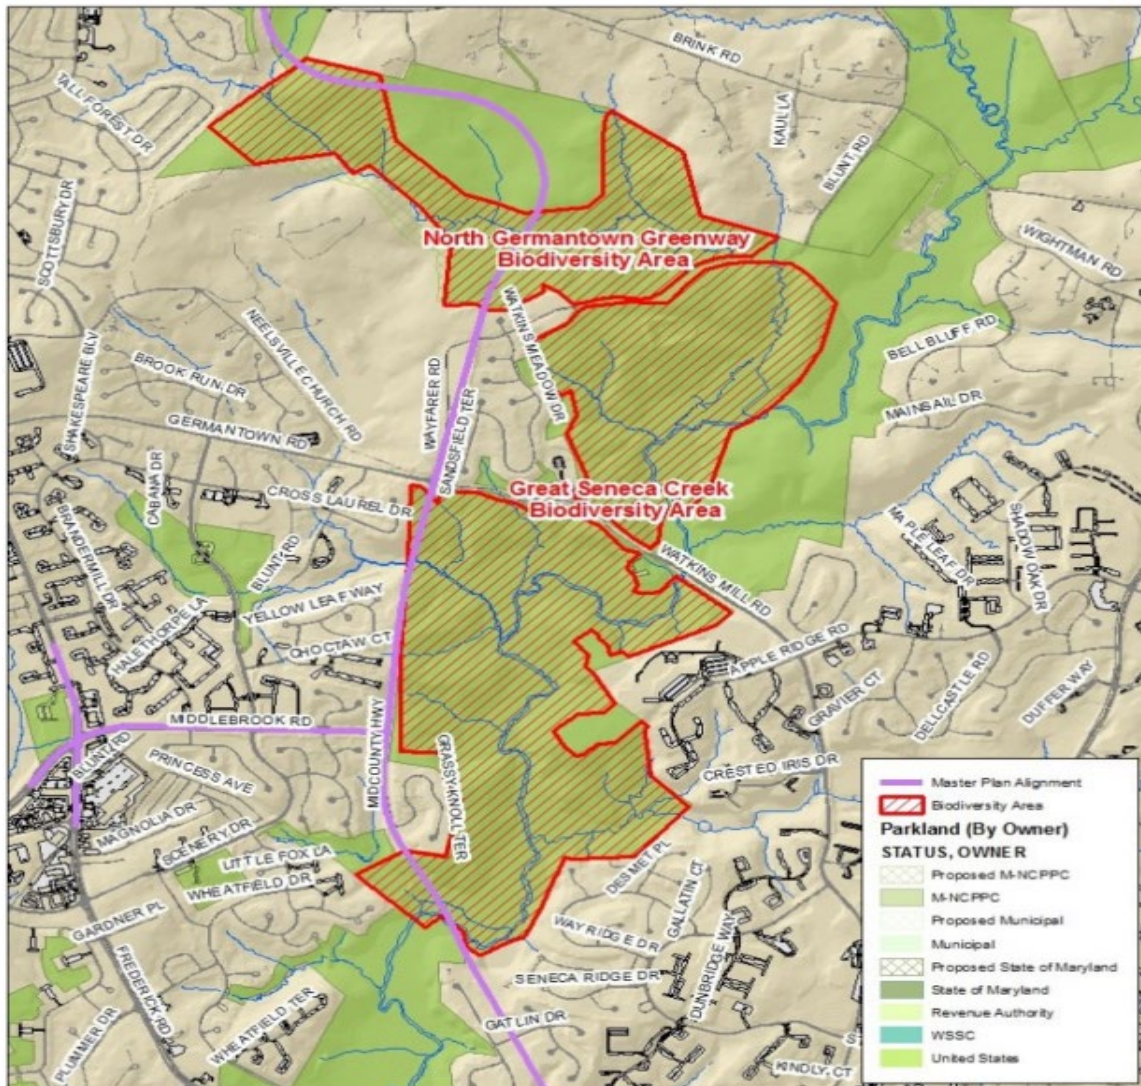 BRINK RD
TALL FOREST DR
KAUL LA
BLUNT RD
SCOTTSBURY DR
WIGHTMAN RD
North Germantown Greenway
Biodiversity Area
WATKINS MEADOW DR
NEELSVILLE CHURCH RD
SHAKESPEARE BLV
BROOK RUN DR
BELLBLUFF RD
WAYFARER RD
MAINSAIL DR
GERMANTOWN RD
SANDSFIELD TER
CABANA DR
CROSS LAUREL DR
Great Seneca Creek
Biodiversity Area
BRANDERMILL DR
BLUNT RD
WATKINS MILL RD
MAPLE LEAF DR
SHADOW OAK DR
YELLOW LEAF WAY
HALETHORPE LA
CHOCTAW CT
APPLE RIDGE RD
DELLCASTLE RD
DUFFER WAY
GRAVIER CT
MIDDLEBROOK RD
MIDCOUNTY HWY
BLUNT RD
PRINCESS AVE
GRASSY KNOLL TER
CRESTED IRIS DR
MAGNOLIA DR
SCENERY DR
LITTLE FOX LA
WHEATFIELD DR
DESMET PL
GALLATIN CT
GARDNER PL
WAYRIDGE DR
DUNBRIDGE WAY
FREDERICK RD
SENECA RIDGE DR
WHEATFIELD TER
GATLIN DR
PLUMMER DR
KINDLY, CT
S
Master Plan Alignment
Biodiversity Area
Parkland (By Owner)
STATUS, OWNER
Proposed M-NCPPC
M-NCPPC
Proposed Municipal
Municipal
Proposed State of Maryland
State of Maryland
Revenue Authority
WSSC
United States